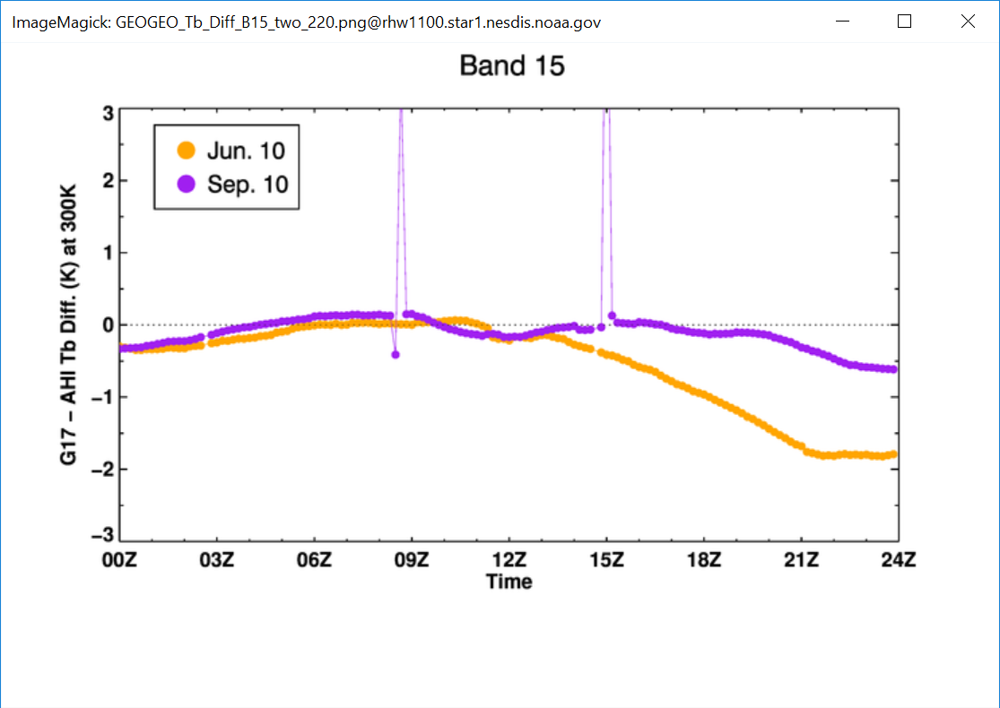 ImageMagick: GEOGEO_Tb_Diff_B15_two_220.png@rhw1100.star1.nesdis.noaa.gov
Band 15
G17 − AHI Tb Diff. (K) at 300K
3
2
1
0
−1
−2
−3
Jun. 10
Sep. 10
00Z 03Z 06Z 09Z 12Z 15Z 18Z 21Z 24Z
Time